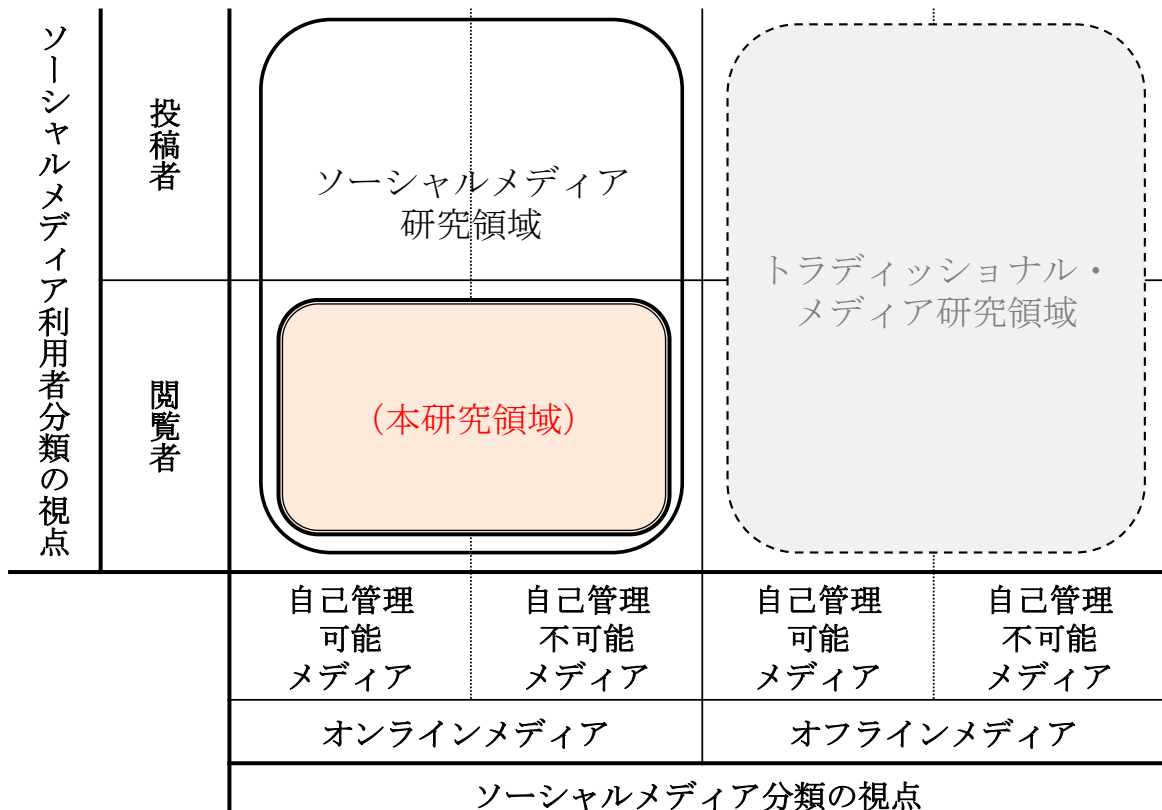 ソーシャルメディア利用者分類の視点
投稿者
ソーシャルメディア
研究領域
トラディッショナル・
メディア研究領域
閲覧者
（本研究領域）
自己管理
可能
メディア
自己管理
不可能
メディア
自己管理
可能
メディア
自己管理
不可能
メディア
オンラインメディア
オフラインメディア
ソーシャルメディア分類の視点